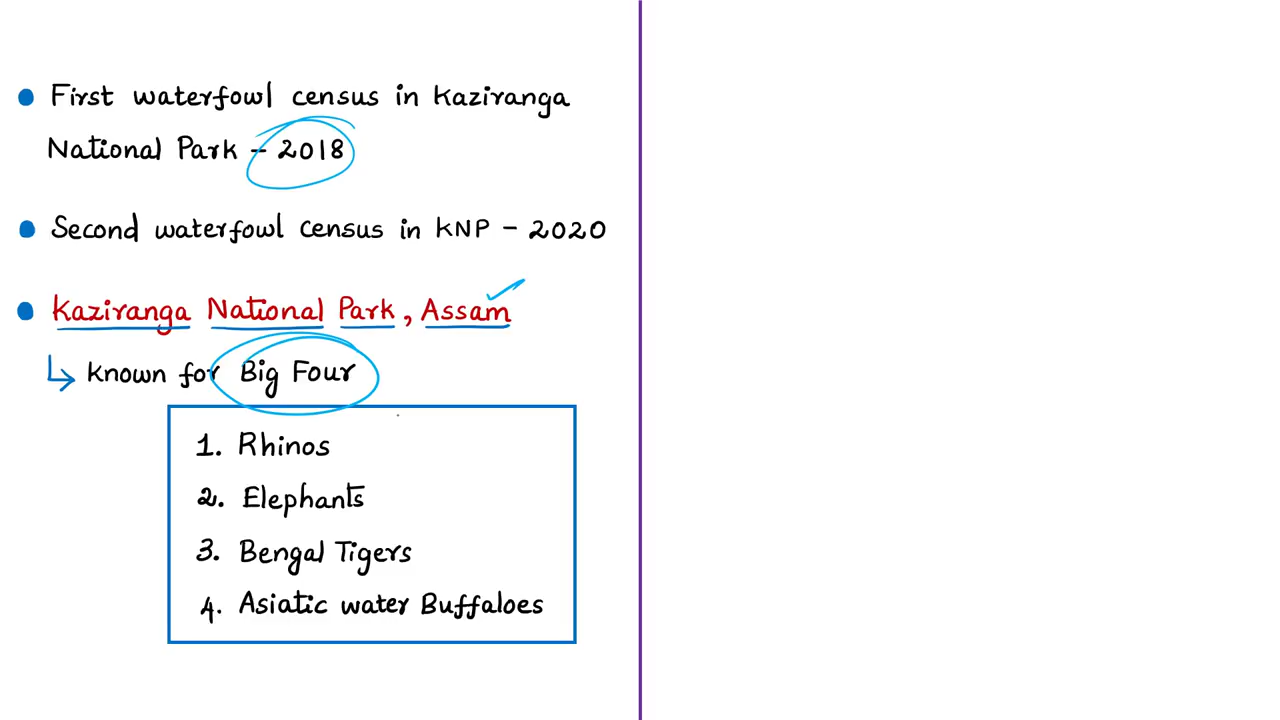 First waterfowl census in Kaziranga
National Park - 2018
Second waterfowl census in KNP - 2020
Kaziranga National Park, Assam
Known for Big Four
1. Rhinos
2. Elephants
3. Bengal Tigers
4. Asiatic water Buffaloes